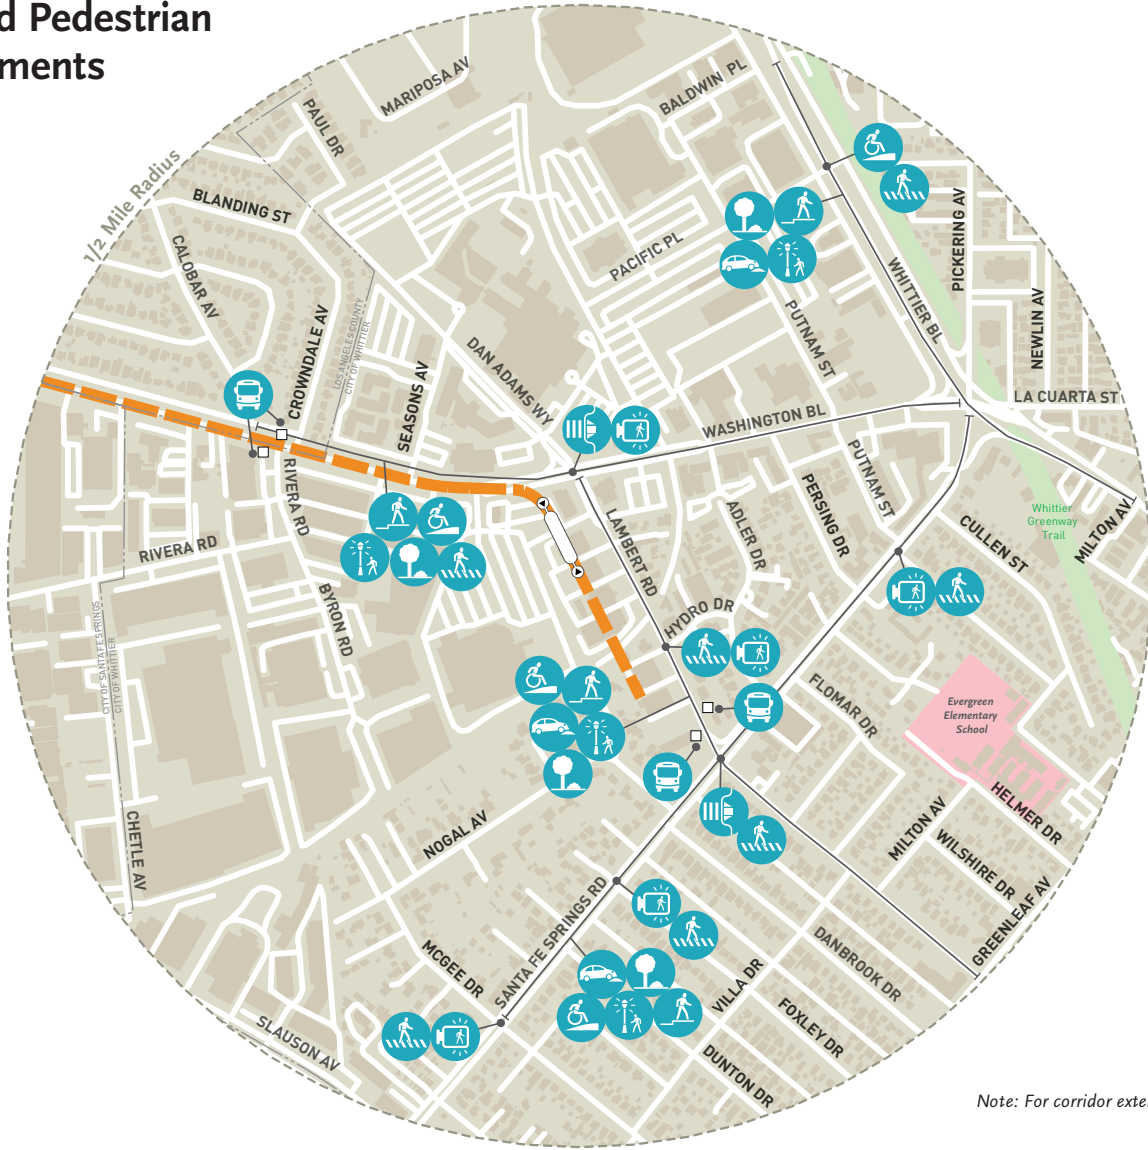 d Pedestrian
ments
1/2 Mile Radius
MARIPOSA AV
PAUL DR
BALDWIN PL
BLANDING ST
CALOBAR AV
PACIFIC PL
PICKERING AV
WHITTIER BL
NEWLIN AV
PUTNAM ST
CROWNDALE AV
LOS ANGELES COUNTY
CITY OF WHITTIER
SEASONS AV
DAN ADAMS WY
LA CUARTA ST
WASHINGTON BL
RIVERA RD
RIVERA RD
LAMBERT RD
ADLER DR
PERSING DR
PUTNAM ST
CULLEN ST
Whittier
Greenway
Trail
MILTON AV
BYRON RD
HYDRO DR
CITY OF SANTA FE SPRINGS
CITY OF WHITTIER
FLOMAR DR
Evergreen
Elementary
School
HELMER DR
CHETLE AV
NOGAL AV
MILTON AV
WILSHIRE DR
GREENLEAF AV
SANTA FE SPRINGS RD
MCGEE DR
DANBROOK DR
VILLA DR
FOXLEY DR
SLAUSON AV
DUNTON DR
Note: For corridor exte